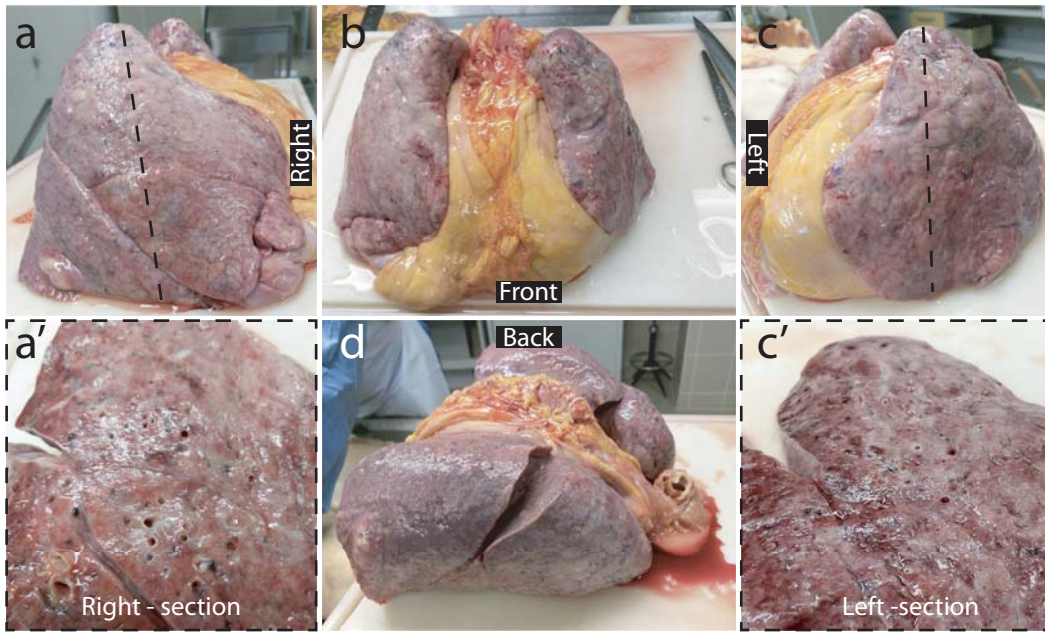 a
Right
b
Front
c
Left
a'
Right - section
d
Back
c'
Left -section